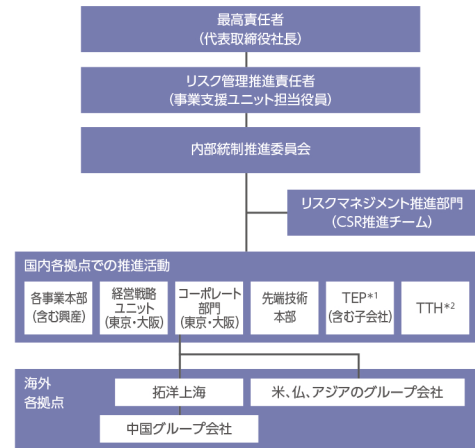 最高責任者
(代表取締役社長)
リスク管理推進責任者
(事業支援ユニット担当役員)
内部統制推進委員会
リスクマネジメント推進部門
(CSR推進チーム)
国内各拠点での推進活動
各事業本部
(含む興産)
経営戦略
ユニット
(東京・大阪)
コーポレート
部門
(東京・大阪)
先端技術
本部
TEP*1
(含む子会社)
TTH*2
海外
各拠点
拓洋上海
米、仏、アジアのグループ会社
中国グループ会社